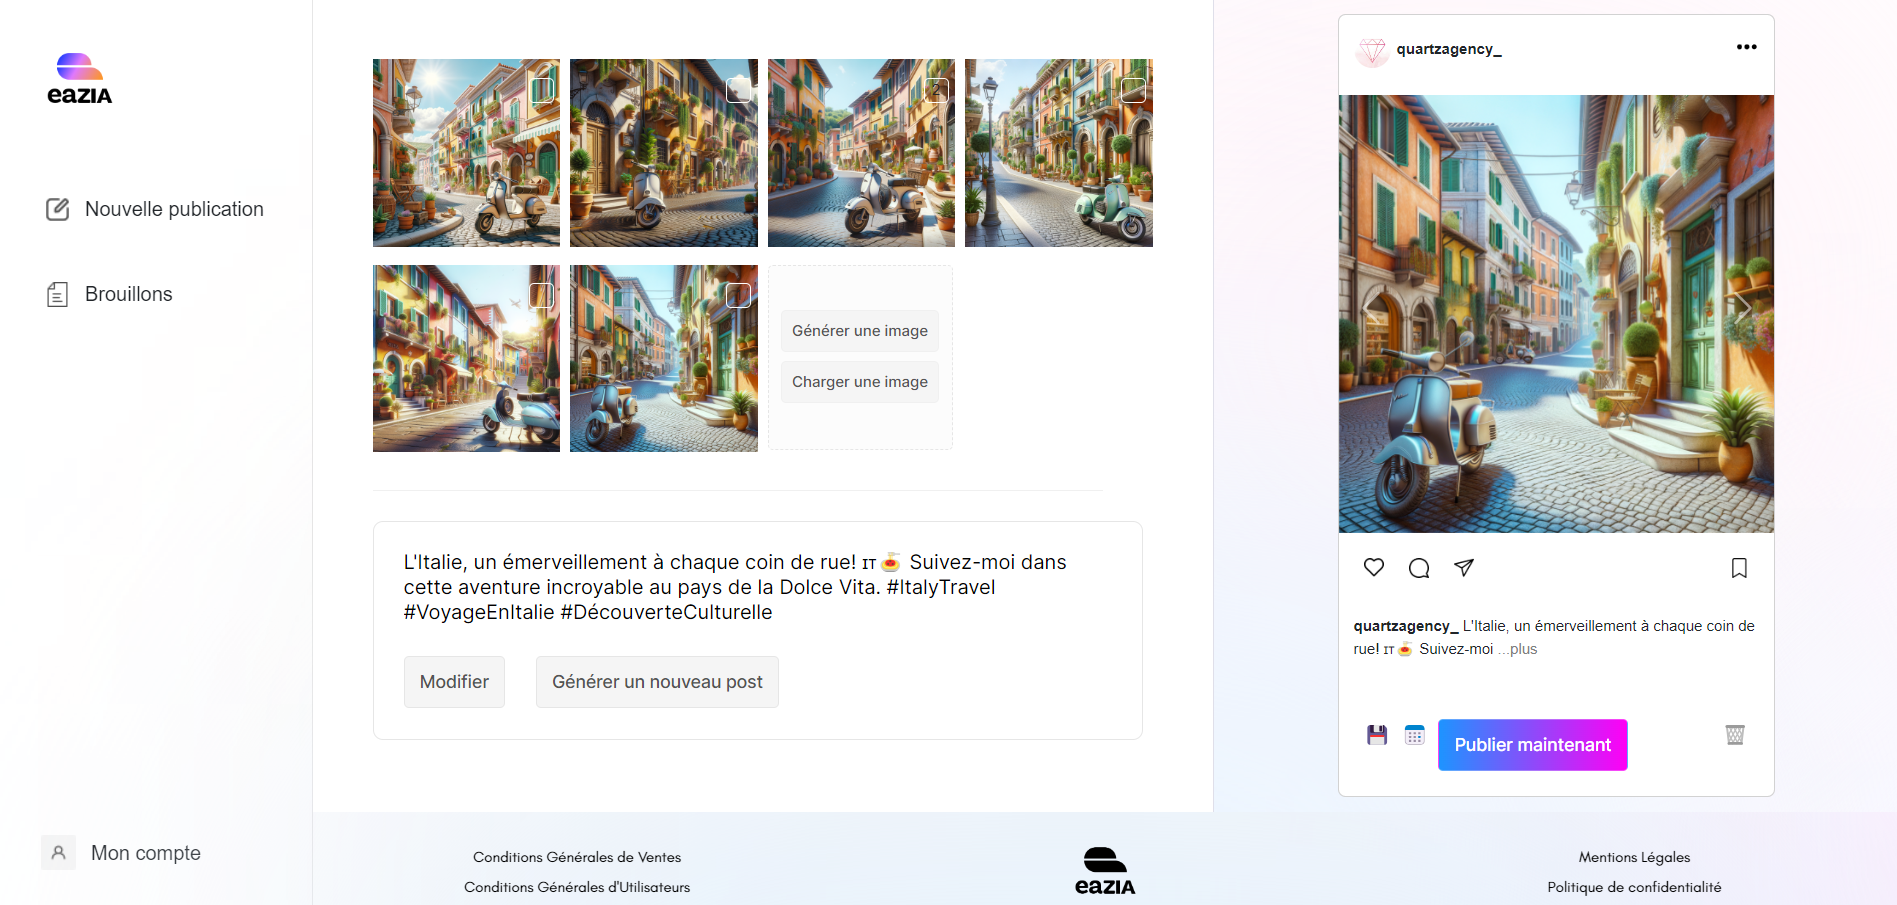 eazIA
Nouvelle publication
Brouillons
Mon compte
2
Générer une image
Charger une image
L'Italie, un émerveillement à chaque coin de rue! 🇮🇹🍝 Suivez-moi dans
cette aventure incroyable au pays de la Dolce Vita. #ItalyTravel
#VoyageEnItalie #DécouverteCulturelle
Modifier
Générer un nouveau post
quartzagency_
quartzagency_ L'Italie, un émerveillement à chaque coin de
rue! 🇮🇹🍝 Suivez-moi ...plus
Publier maintenant
Conditions Générales de Ventes
Conditions Générales d'Utilisateurs
eazIA
Mentions Légales
Politique de confidentialité